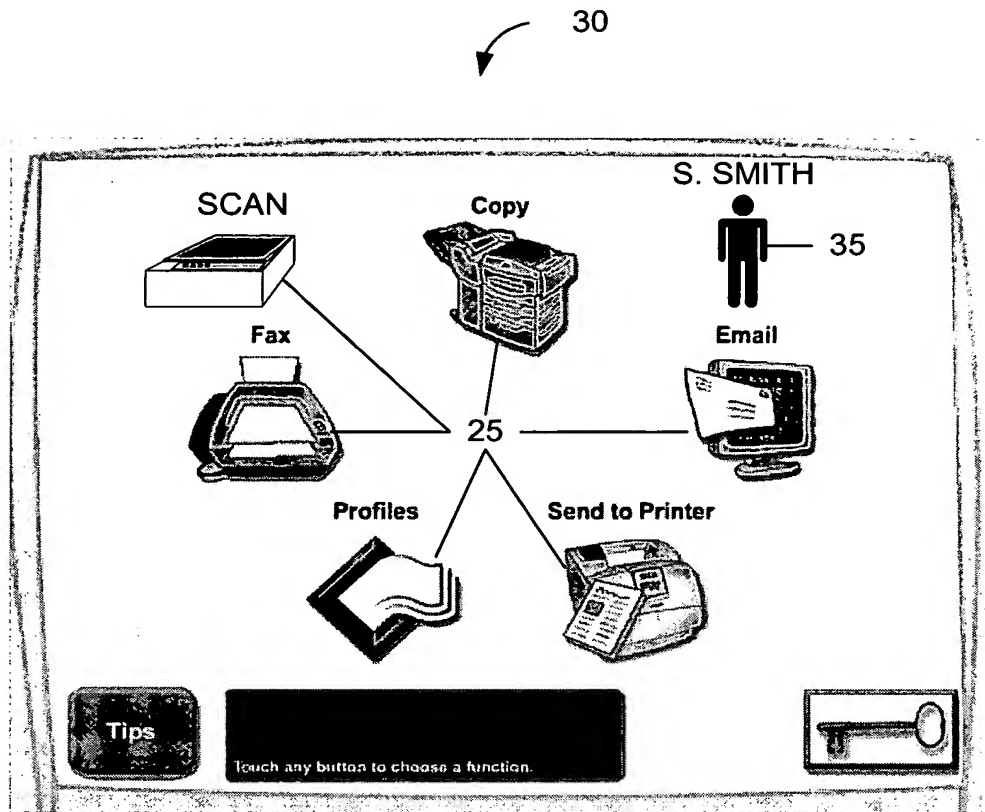 30
S. SMITH
SCAN
Copy
35
Fax
Email
25
Profiles
Send to Printer
Tips
Touch any button to choose a function.